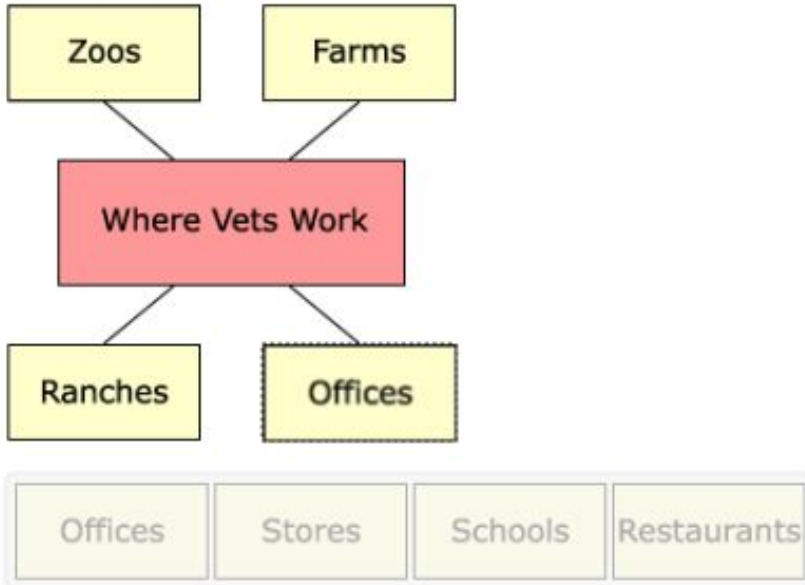 Zoos
Farms
Where Vets Work
Ranches
Offices
Offices
Stores
Schools
Restaurants